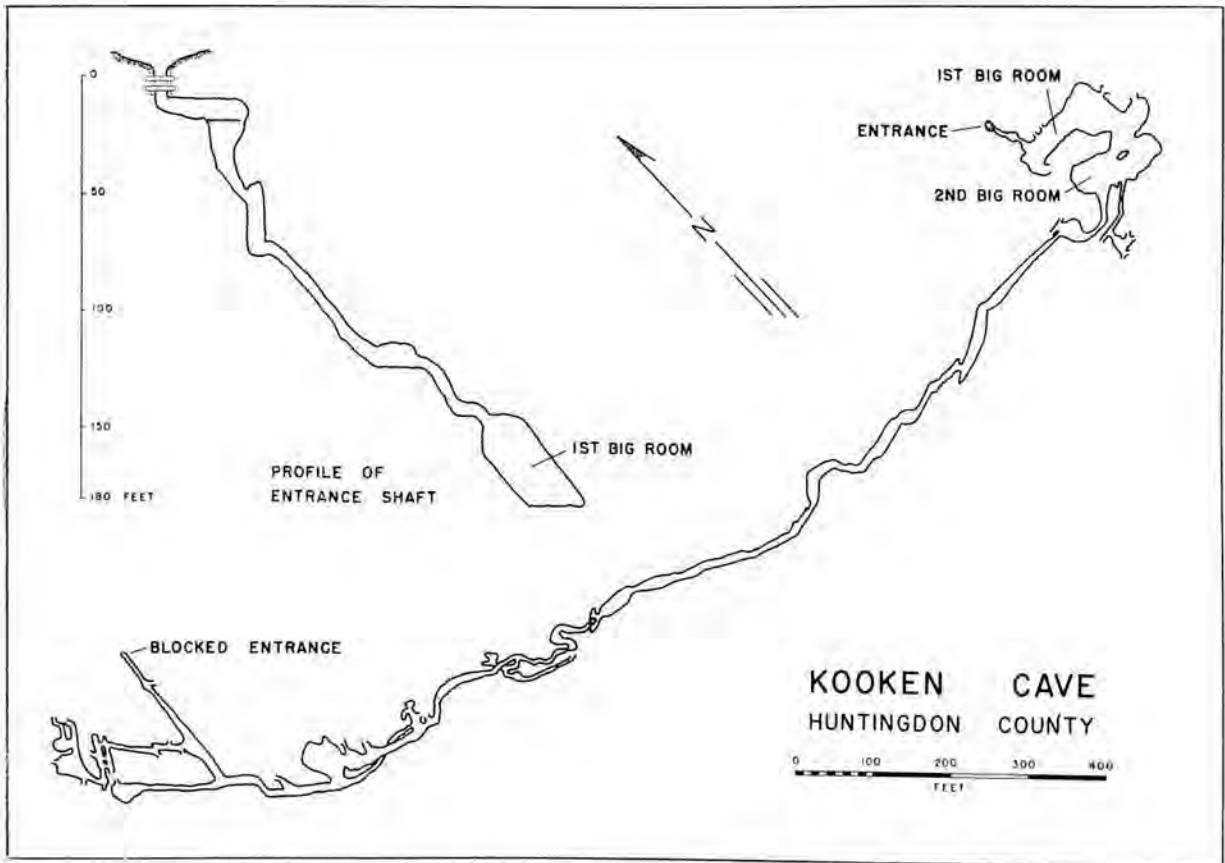 0
50
100
150
180 FEET
PROFILE OF
ENTRANCE SHAFT
1ST BIG ROOM
N
1ST BIG ROOM
ENTRANCE
2ND BIG ROOM
BLOCKED ENTRANCE
KOOKEN CAVE
HUNTINGDON COUNTY
0 100 200 300 400
FEET